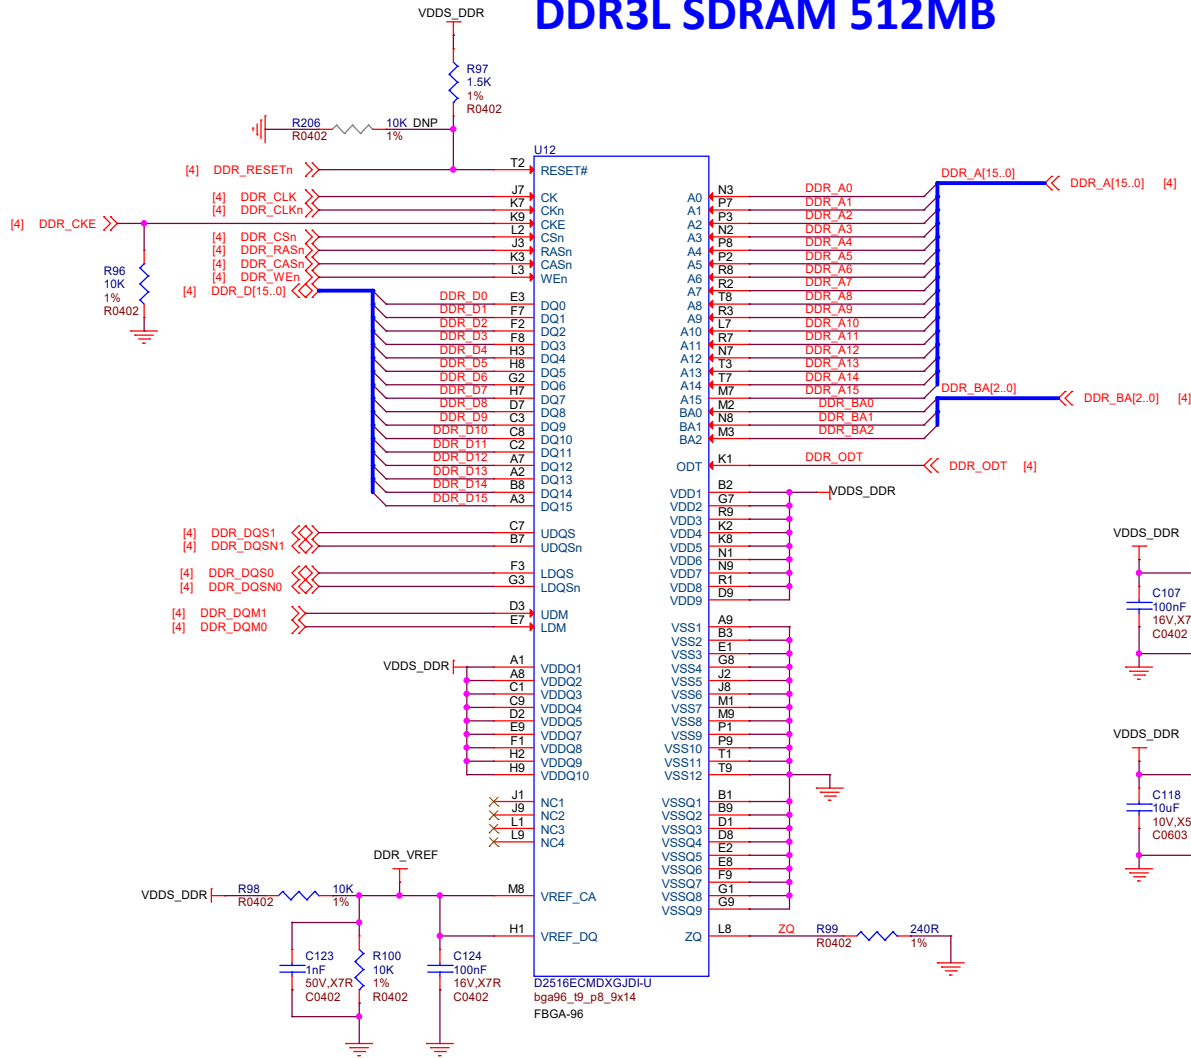 DDR3L SDRAM 512MB
VDDS_DDR
R97
1.5K
1%
R0402
R206
R0402
10K DNP
1%
U12
[4] DDR_RESETn
T2 RESET#
[4] DDR_CLK
J7 CK
[4] DDR_CLKn
K7 CKn
[4] DDR_CKE
K9 CKE
[4] DDR_CSn
L2 CSn
[4] DDR_RASn
J3 RASn
[4] DDR_CASn
K3 CASn
[4] DDR_WEn
L3 WEn
[4] DDR_D[15..0]
R96
10K
1%
R0402
DDR_D0 E3 DQ0
DDR_D1 F7 DQ1
DDR_D2 F2 DQ2
DDR_D3 F8 DQ3
DDR_D4 H3 DQ4
DDR_D5 H8 DQ5
DDR_D6 G2 DQ6
DDR_D7 H7 DQ7
DDR_D8 D7 DQ8
DDR_D9 C3 DQ9
DDR_D10 C8 DQ10
DDR_D11 C2 DQ11
DDR_D12 A7 DQ12
DDR_D13 A2 DQ13
DDR_D14 B8 DQ14
DDR_D15 A3 DQ15
[4] DDR_DQS1 C7 UDQS
[4] DDR_DQSN1 B7 UDQSn
[4] DDR_DQS0 F3 LDQS
[4] DDR_DQSN0 G3 LDQSn
[4] DDR_DQM1 D3 UDM
[4] DDR_DQM0 E7 LDM
VDDS_DDR
A1 VDDQ1
A8 VDDQ2
C1 VDDQ3
C9 VDDQ4
D2 VDDQ5
E9 VDDQ7
F1 VDDQ8
H2 VDDQ9
H9 VDDQ10
J1 NC1
J9 NC2
L1 NC3
L9 NC4
DDR_VREF
VDDS_DDR
R98
R0402
10K
1%
M8 VREF_CA
H1 VREF_DQ
C123
1nF
50V,X7R
C0402
R100
10K
1%
R0402
C124
100nF
16V,X7R
C0402
A0 N3 DDR_A0
A1 P7 DDR_A1
A2 P3 DDR_A2
A3 N2 DDR_A3
A4 P8 DDR_A4
A5 P2 DDR_A5
A6 R8 DDR_A6
A7 R2 DDR_A7
A8 T8 DDR_A8
A9 R3 DDR_A9
A10 L7 DDR_A10
A11 R7 DDR_A11
A12 N7 DDR_A12
A13 T3 DDR_A13
A14 T7 DDR_A14
A15 M7 DDR_A15
BA0 M2 DDR_BA0
BA1 N8 DDR_BA1
BA2 M3 DDR_BA2
DDR_A[15..0]
DDR_A[15..0] [4]
DDR_BA[2..0]
DDR_BA[2..0] [4]
ODT K1 DDR_ODT
DDR_ODT [4]
VDD1 B2
VDDS_DDR
VDD2 G7
VDD3 R9
VDD4 K2
VDD5 K8
VDD6 N1
VDD7 N9
VDD8 R1
VDD9 D9
VSS1 A9
VSS2 B3
VSS3 E1
VSS4 G8
VSS5 J2
VSS6 J8
VSS7 M1
VSS8 M9
VSS9 P1
VSS10 P9
VSS11 T1
VSS12 T9
VSSQ1 B1
VSSQ2 B9
VSSQ3 D1
VSSQ4 D8
VSSQ5 E2
VSSQ6 E8
VSSQ7 F9
VSSQ8 G1
VSSQ9 G9
ZQ L8 ZQ
R99
R0402
240R
1%
D2516ECMDXGJDI-U
bga96_t9_p8_9x14
FBGA-96
VDDS_DDR
C107
100nF
16V,X7
C0402
VDDS_DDR
C118
10uF
10V,X5
C0603